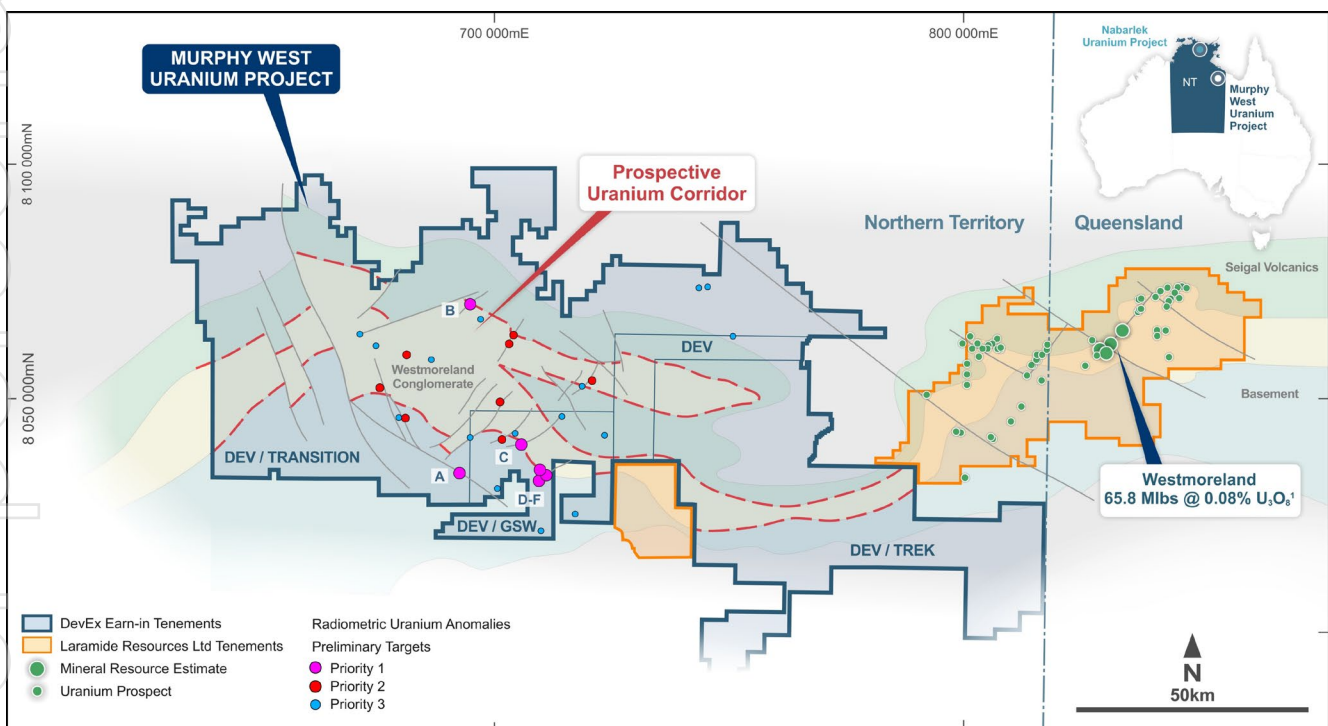 700 000mE
800 000mE
8 100 000mN
8 050 000mN
MURPHY WEST
URANIUM PROJECT
Prospective
Uranium Corridor
Nabarlek
Uranium Project
NT
Murphy
West
Uranium
Project
Northern Territory
Queensland
Seigal Volcanics
B
DEV
Westmoreland
Conglomerate
Basement
DEV / TRANSITION
A
C
D-F
DEV / GSW
DEV / TREK
Westmoreland
65.8 Mlbs @ 0.08% U₃O₈¹
DevEx Earn-in Tenements
Laramide Resources Ltd Tenements
Mineral Resource Estimate
Uranium Prospect
Radiometric Uranium Anomalies
Preliminary Targets
Priority 1
Priority 2
Priority 3
N
50km